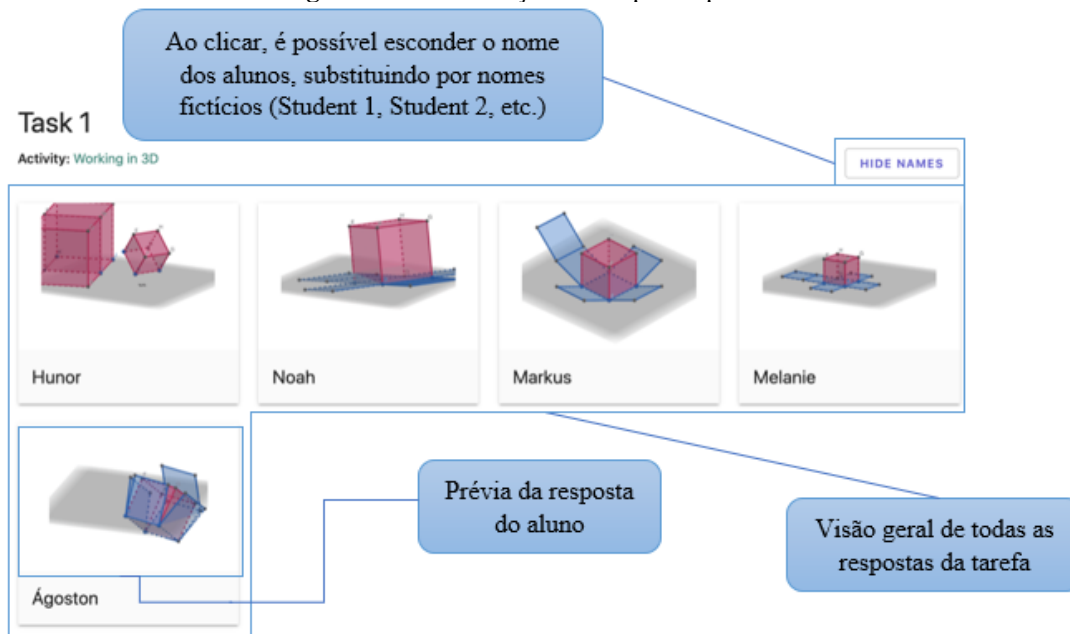 Ao clicar, é possível esconder o nome
dos alunos, substituindo por nomes
fictícios (Student 1, Student 2, etc.)
Task 1
Activity: Working in 3D
HIDE NAMES
Hunor
Noah
Markus
Melanie
Prévia da resposta
do aluno
Visão geral de todas as
respostas da tarefa
Ágoston